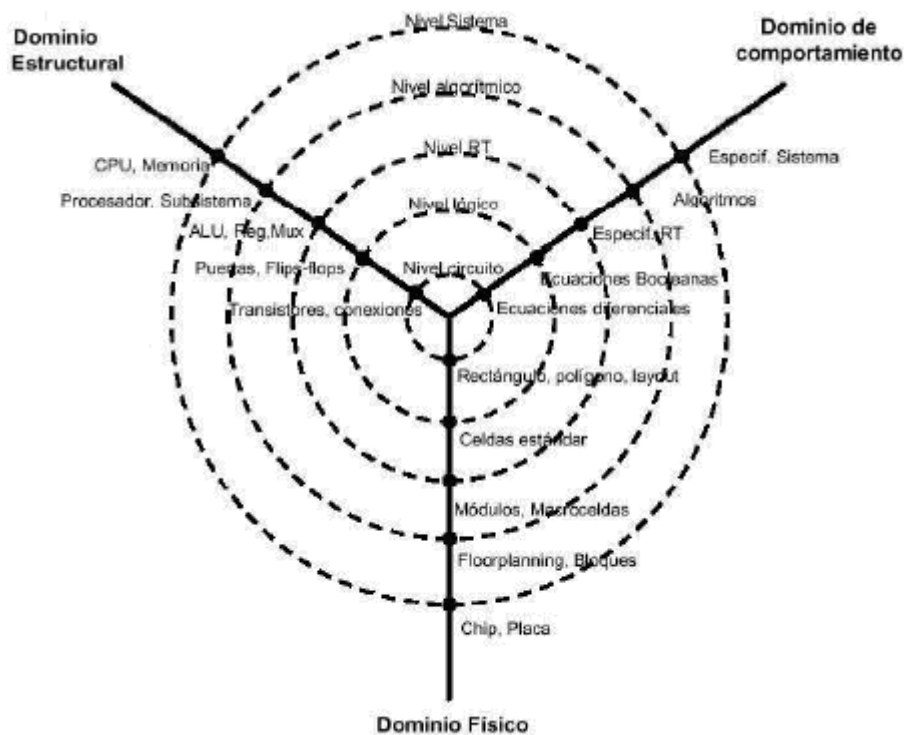 Nivel Sistema
Dominio
Estructural
Dominio de
comportamiento
Nivel algorítmico
Nivel RT
CPU, Memoria
Especif. Sistema
Procesador. Subsistema
Algoritmos
Nivel lógico
ALU, Reg,Mux
Especif. RT
Puertas, Flips-flops
Nivel circuito
Ecuaciones Booleanas
Transistores, conexiones
Ecuaciones diferenciales
Rectángulo, polígono, layout
Celdas estándar
Módulos, Macroceldas
Floorplanning, Bloques
Chip, Placa
Dominio Físico